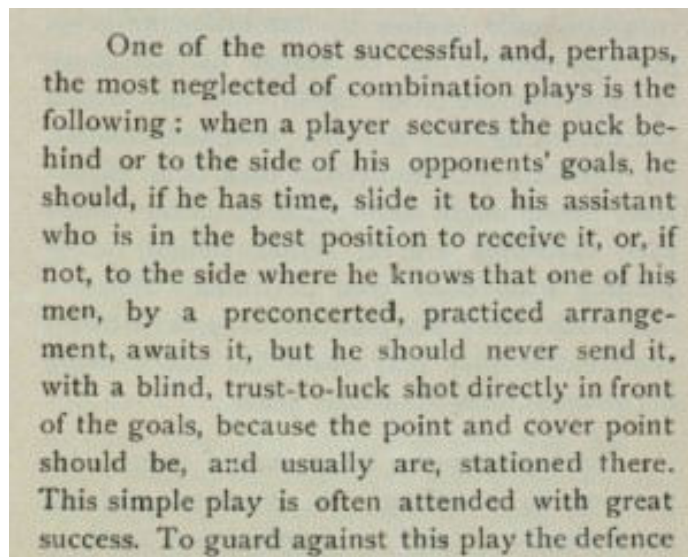 One of the most successful, and, perhaps,
the most neglected of combination plays is the
following : when a player secures the puck be-
hind or to the side of his opponents' goals, he
should, if he has time, slide it to his assistant
who is in the best position to receive it, or, if
not, to the side where he knows that one of his
men, by a preconcerted, practiced arrange-
ment, awaits it, but he should never send it,
with a blind, trust-to-luck shot directly in front
of the goals, because the point and cover point
should be, and usually are, stationed there.
This simple play is often attended with great
success. To guard against this play the defence